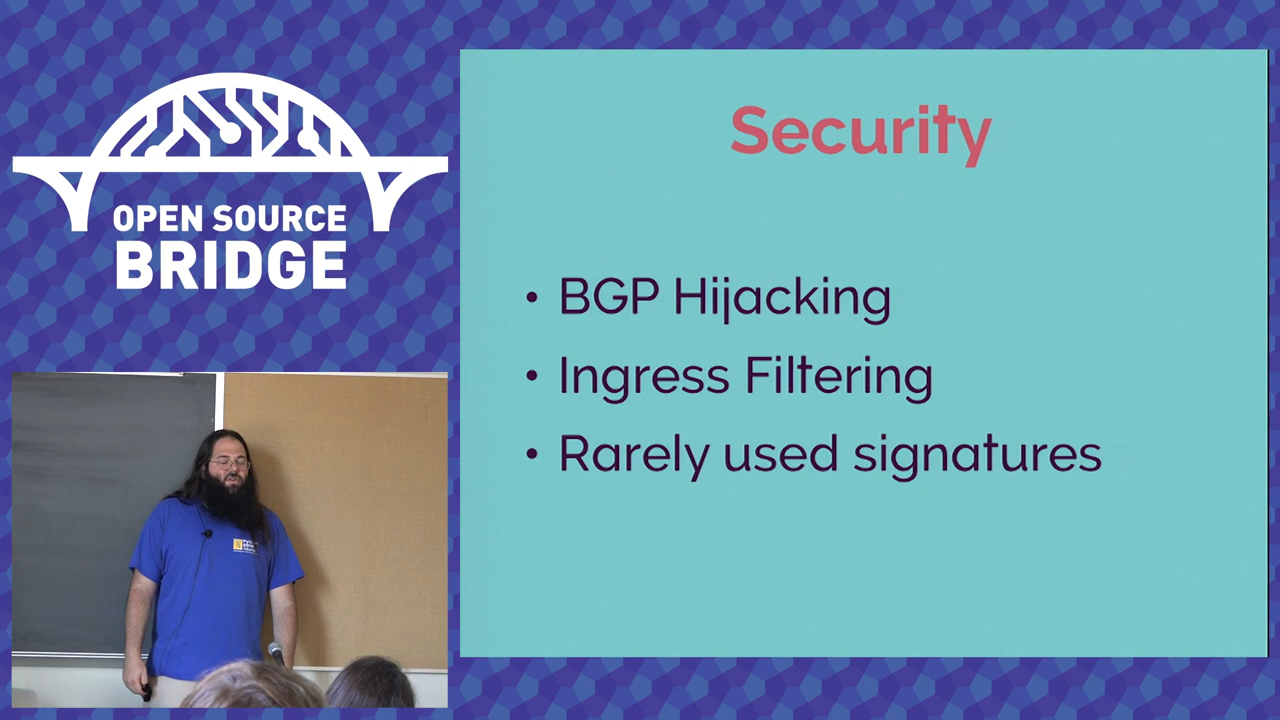 OPEN SOURCE
BRIDGE
Security
• BGP Hijacking
• Ingress Filtering
• Rarely used signatures